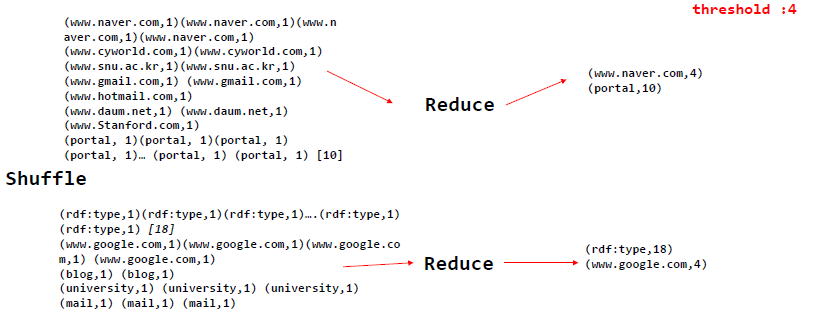 threshold :4
(www.naver.com,1)(www.naver.com,1)(www.n
aver.com,1)(www.naver.com,1)
(www.cyworld.com,1)(www.cyworld.com,1)
(www.snu.ac.kr,1)(www.snu.ac.kr,1)
(www.gmail.com,1) (www.gmail.com,1)
(www.hotmail.com,1)
(www.daum.net,1) (www.daum.net,1)
(www.Stanford.com,1)
(portal, 1)(portal, 1)(portal, 1)
(portal, 1)… (portal, 1) (portal, 1) [10]
Reduce
(www.naver.com,4)
(portal,10)
Shuffle
(rdf:type,1)(rdf:type,1)(rdf:type,1)….(rdf:type,1)
(rdf:type,1) [18]
(www.google.com,1)(www.google.com,1)(www.google.co
m,1) (www.google.com,1)
(blog,1) (blog,1)
(university,1) (university,1) (university,1)
(mail,1) (mail,1) (mail,1)
Reduce
(rdf:type,18)
(www.google.com,4)